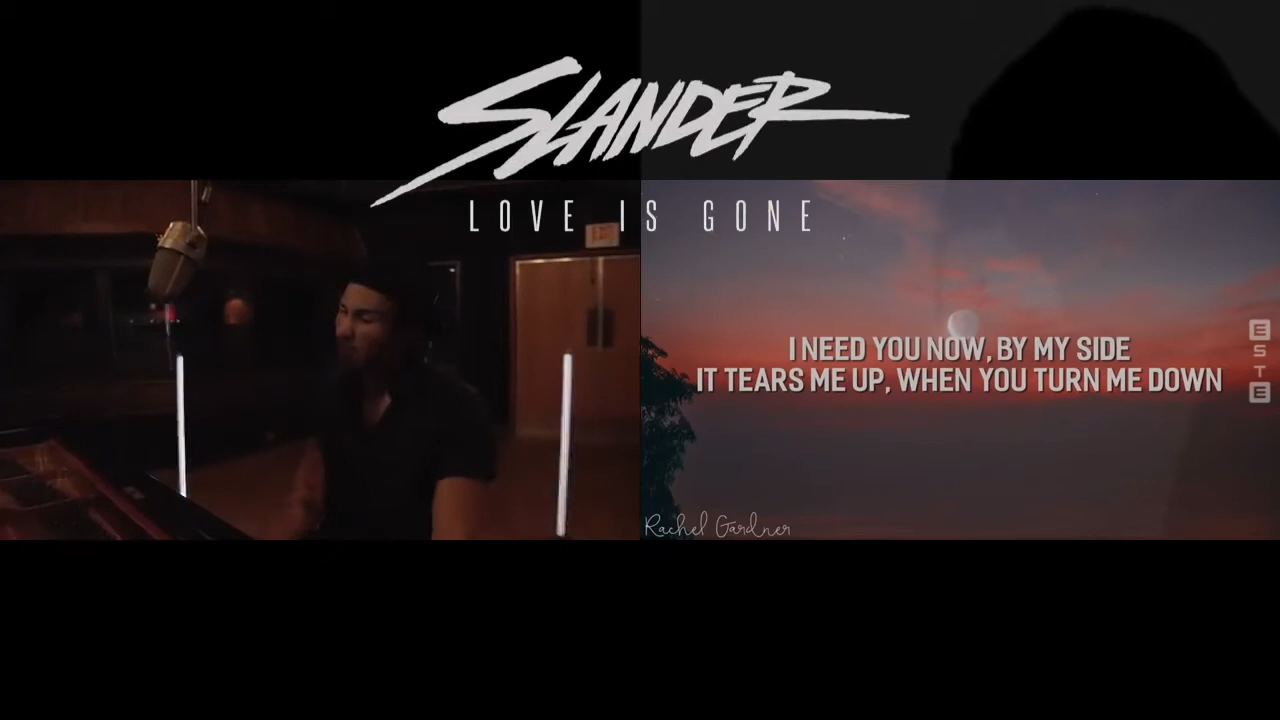 SLANDER
LOVE IS GONE
I NEED YOU NOW, BY MY SIDE
IT TEARS ME UP, WHEN YOU TURN ME DOWN
ESTE
Rachel Gardner